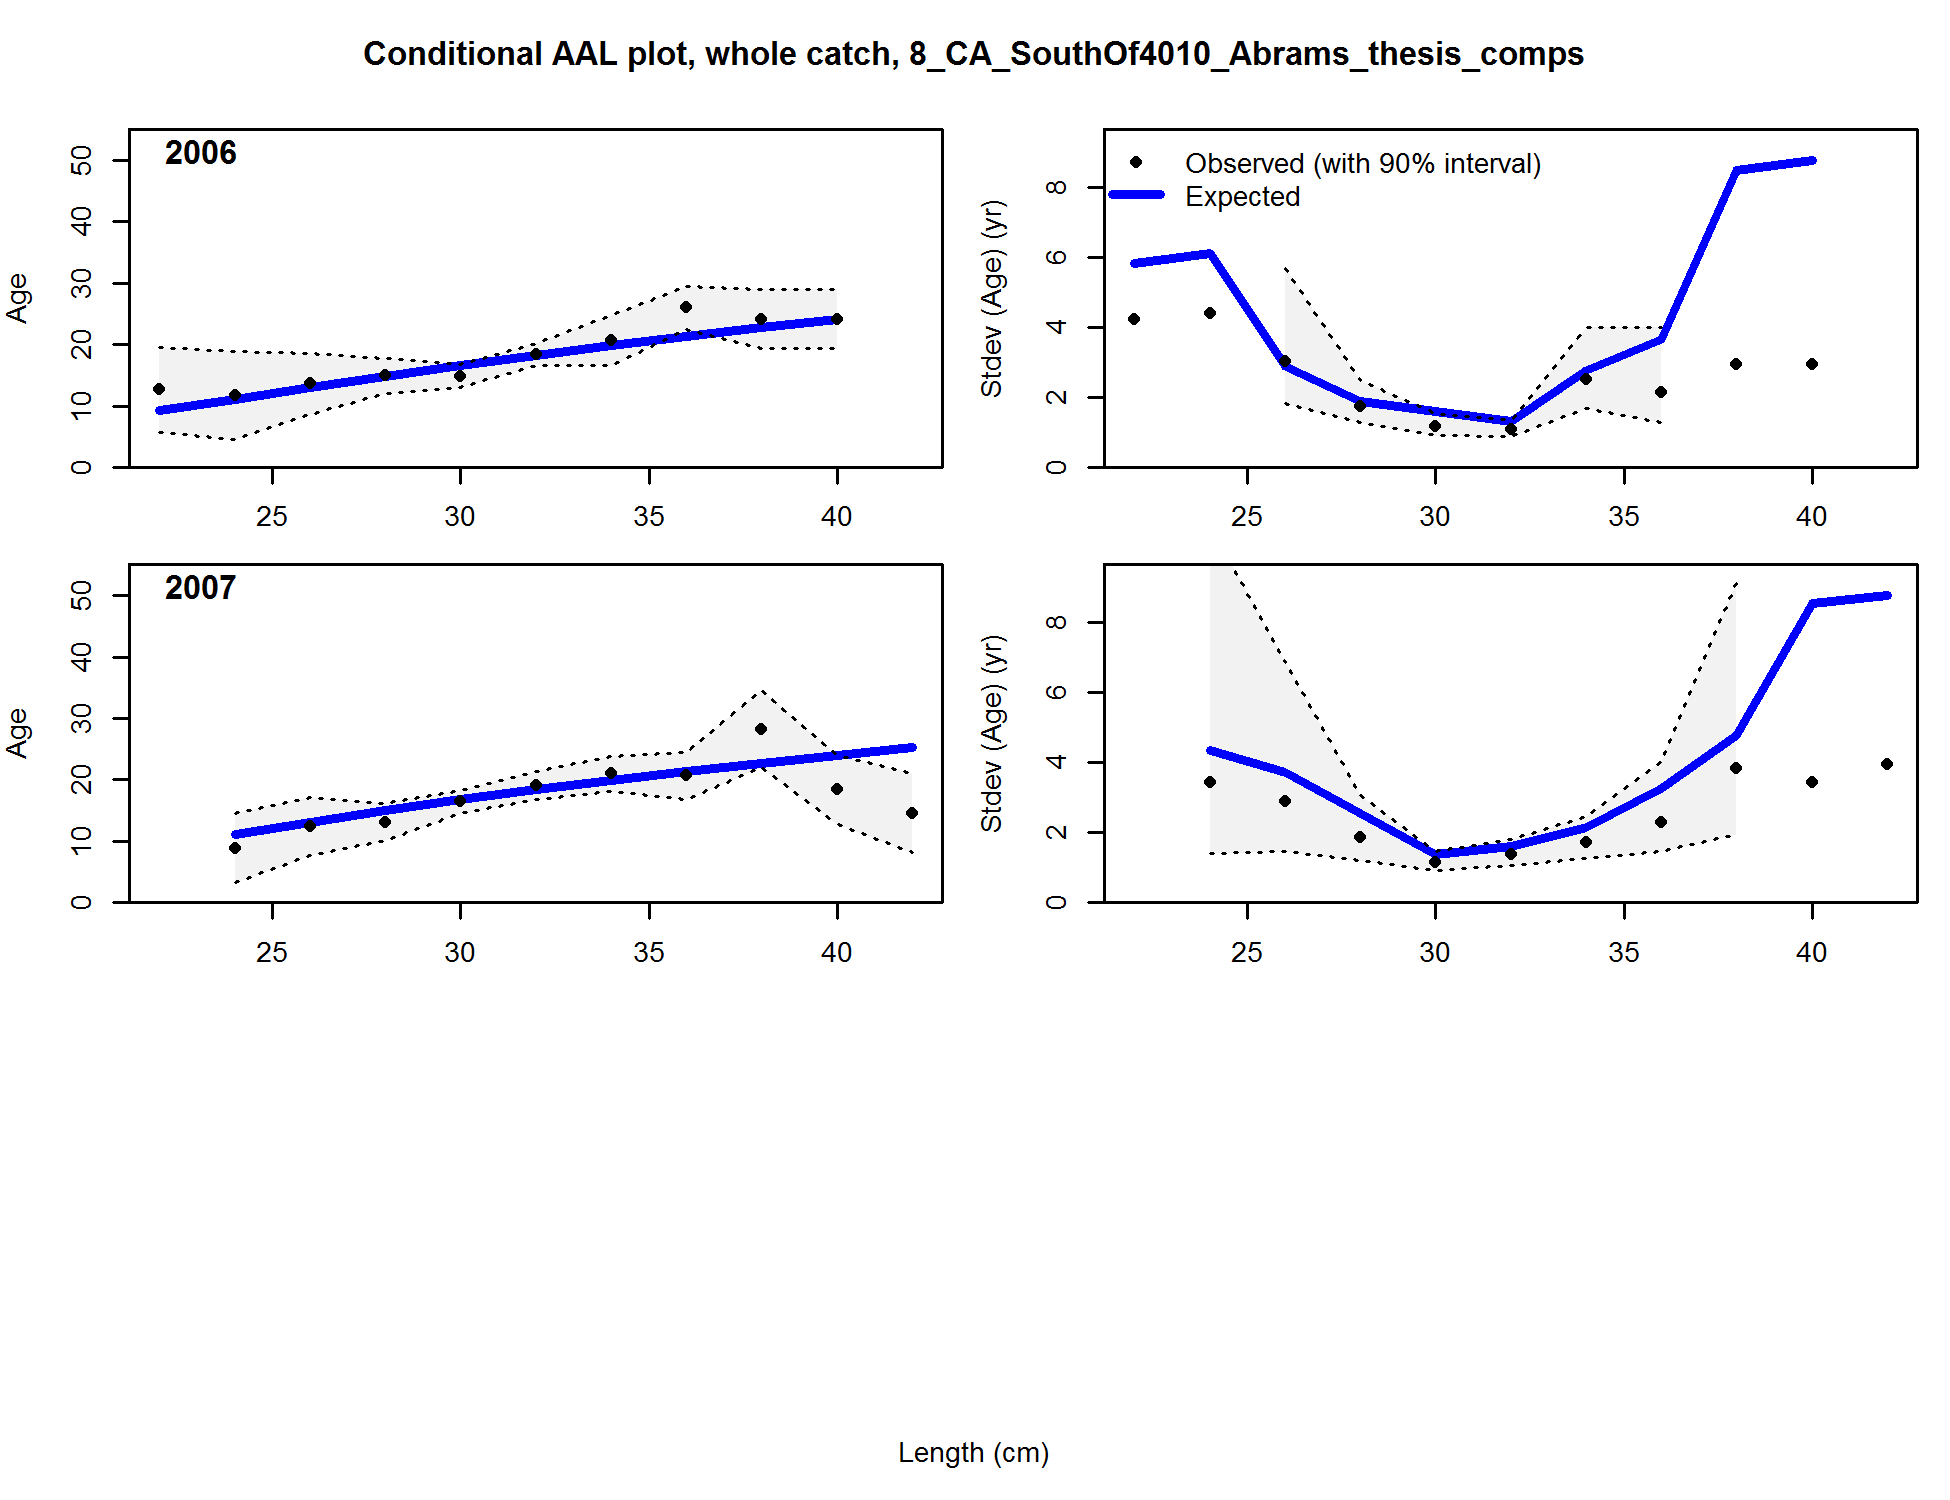 Conditional AAL plot, whole catch, 8_CA_SouthOf4010_Abrams_thesis_comps
2006
Age
0 10 20 30 40 50
25 30 35 40
Observed (with 90% interval)
Expected
Stdev (Age) (yr)
0 2 4 6 8
25 30 35 40
2007
Age
0 10 20 30 40 50
25 30 35 40
Stdev (Age) (yr)
0 2 4 6 8
25 30 35 40
Length (cm)